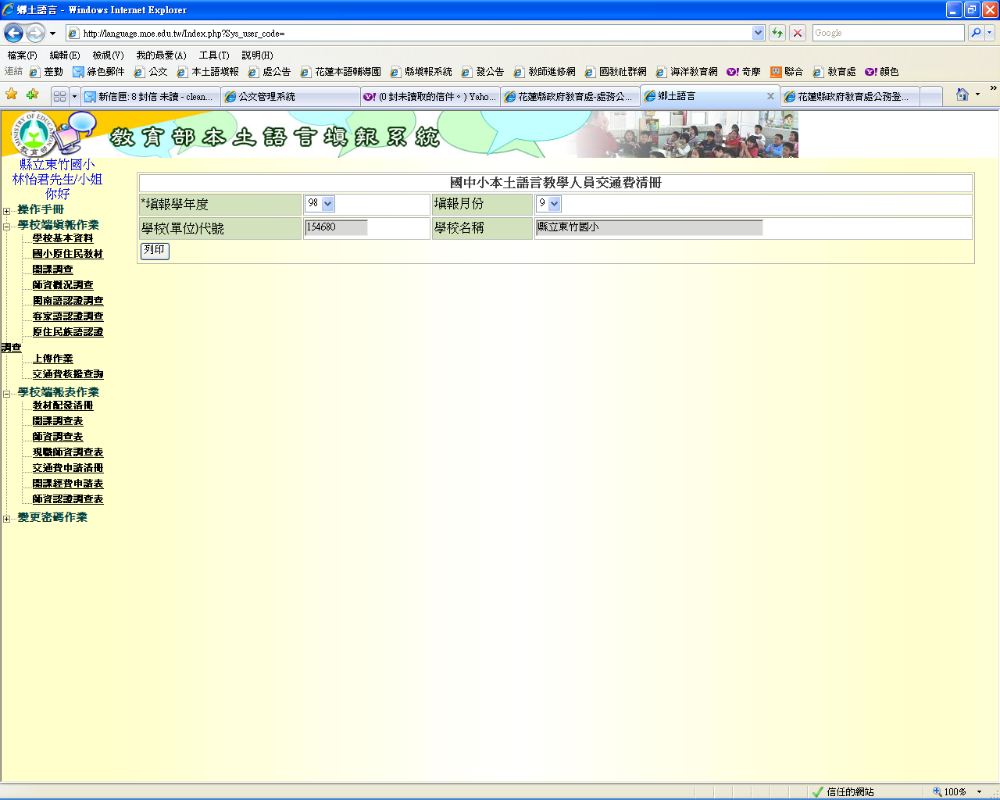 鄉土語言 - Windows Internet Explorer
http://language.moe.edu.tw/Index.php?Sys_user_code=
Google
檔案(F) 編輯(E) 檢視(V) 我的最愛(A) 工具(T) 說明(H)
連結 差勤 綠色郵件 公文 本土語填報 處公告 花蓮本語輔導團 縣填報系統 發公告 教師進修網 國教社群網 海洋教育網 奇摩 聯合 教育處 顏色
新信匣: 8 封信 未讀 - clean... 公文管理系統 (0 封未讀取的信件。) Yaho... 花蓮縣政府教育處-處務公... 鄉土語言 花蓮縣政府教育處公務登...
MINISTRY OF EDUCATION 教育部
教育部本土語言填報系統
縣立東竹國小
林怡君先生/小姐
你好
操作手冊
學校端填報作業
學校基本資料
國小原住民教材
開課調查
師資概況調查
閩南語認證調查
客家語認證調查
原住民族語認證
調查
上傳作業
交通費核撥查詢
學校端報表作業
教材配發清冊
開課調查表
師資調查表
現職師資調查表
交通費申請清冊
開課經費申請表
師資認證調查表
變更密碼作業
國中小本土語言教學人員交通費清冊
*填報學年度 98 填報月份 9
學校(單位)代號 154680 學校名稱 縣立東竹國小
列印
信任的網站 100%